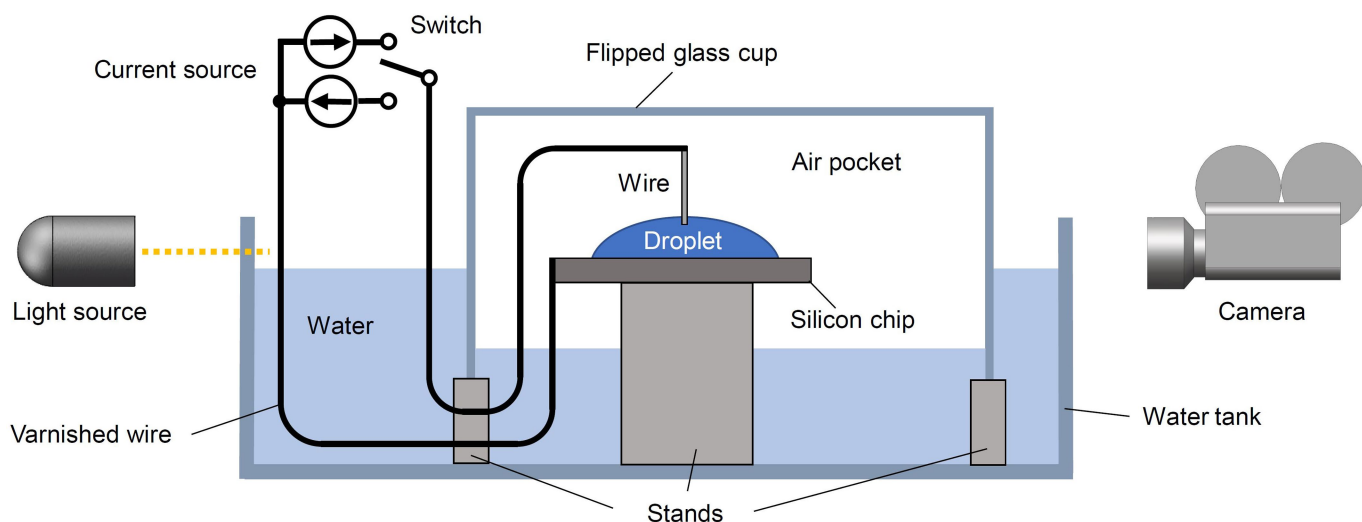 Switch
Flipped glass cup
Current source
Air pocket
Wire
Droplet
Light source
Water
Silicon chip
Camera
Varnished wire
Water tank
Stands